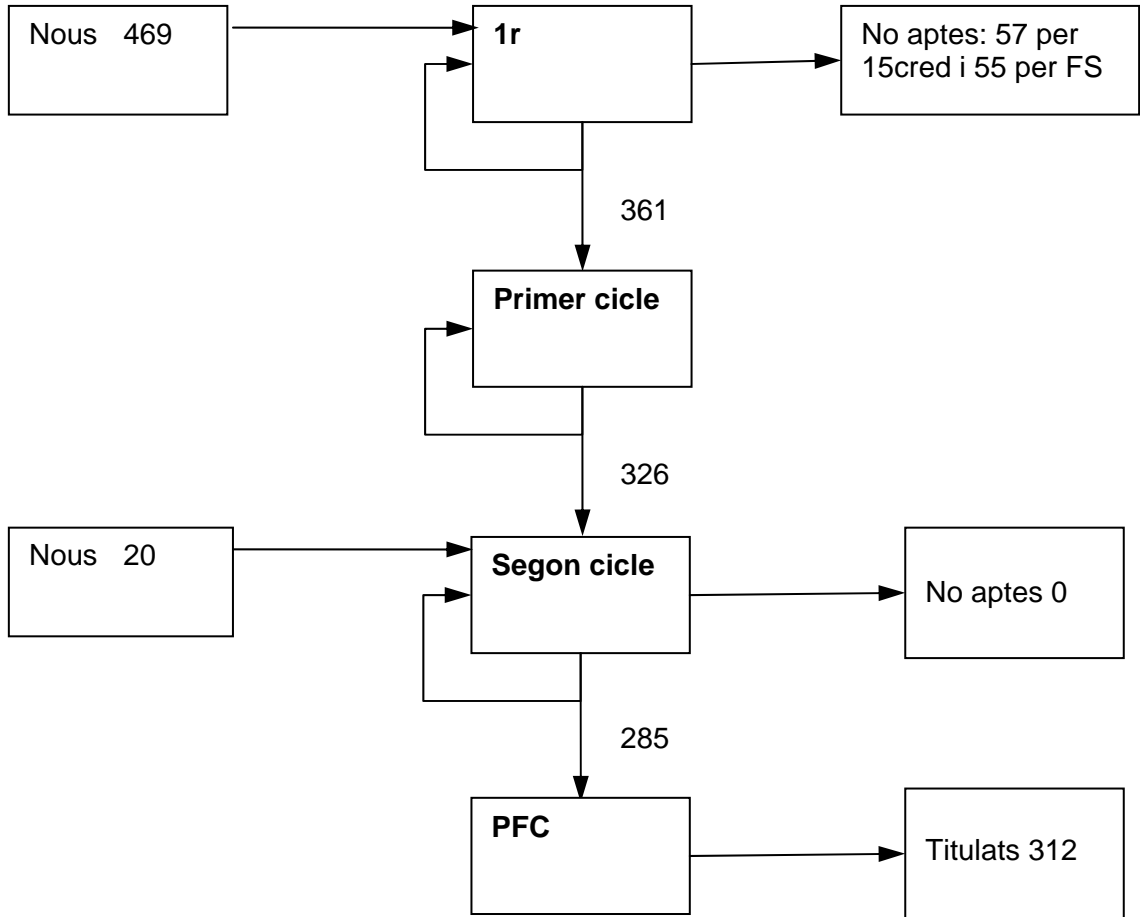 Nous 469
1r
No aptes: 57 per
15cred i 55 per FS
361
Primer cicle
326
Nous 20
Segon cicle
No aptes 0
285
PFC
Titulats 312